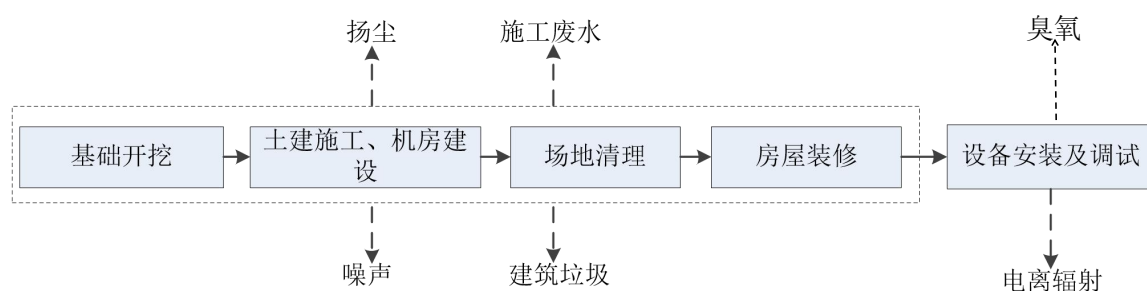 扬尘
施工废水
臭氧
基础开挖
土建施工、机房建
设
场地清理
房屋装修
设备安装及调试
噪声
建筑垃圾
电离辐射